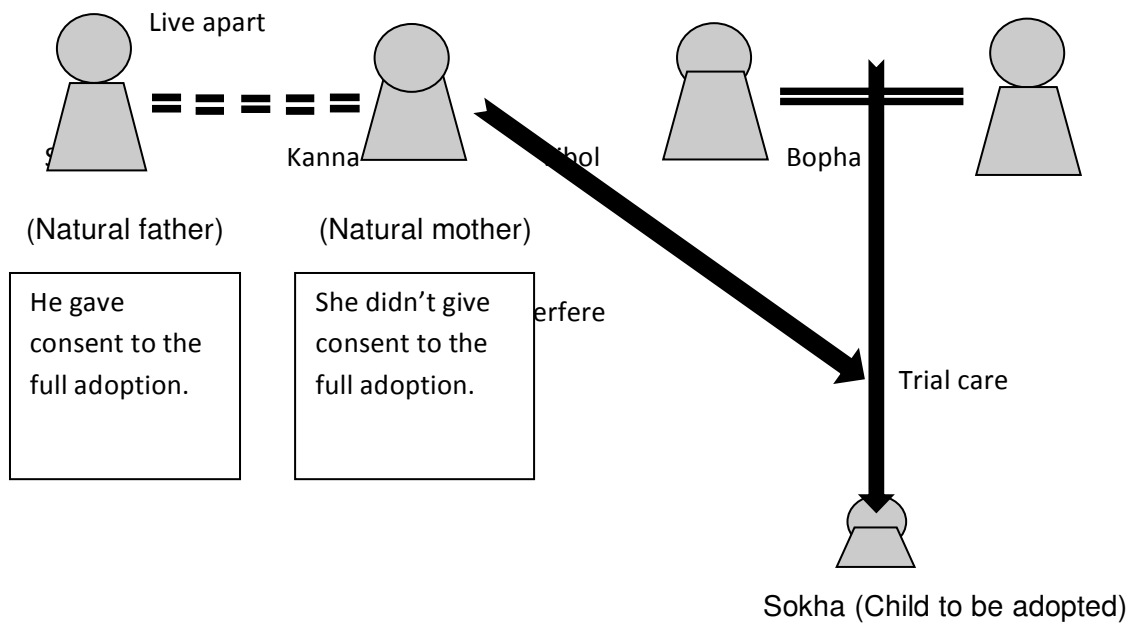 Live apart
Kanna
Bopha
(Natural father)
(Natural mother)
He gave
consent to the
full adoption.
She didn't give
consent to the
full adoption.
erfere
Trial care
Sokha (Child to be adopted)